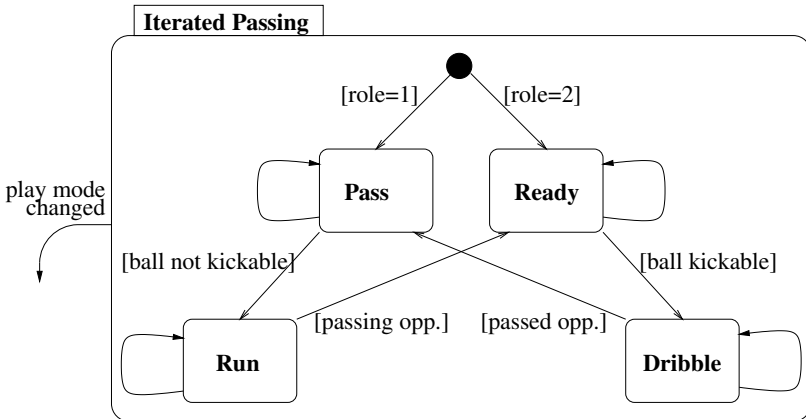 Iterated Passing
[role=1]
[role=2]
Pass
Ready
play mode
changed
[ball not kickable]
[ball kickable]
[passing opp.]
[passed opp.]
Run
Dribble